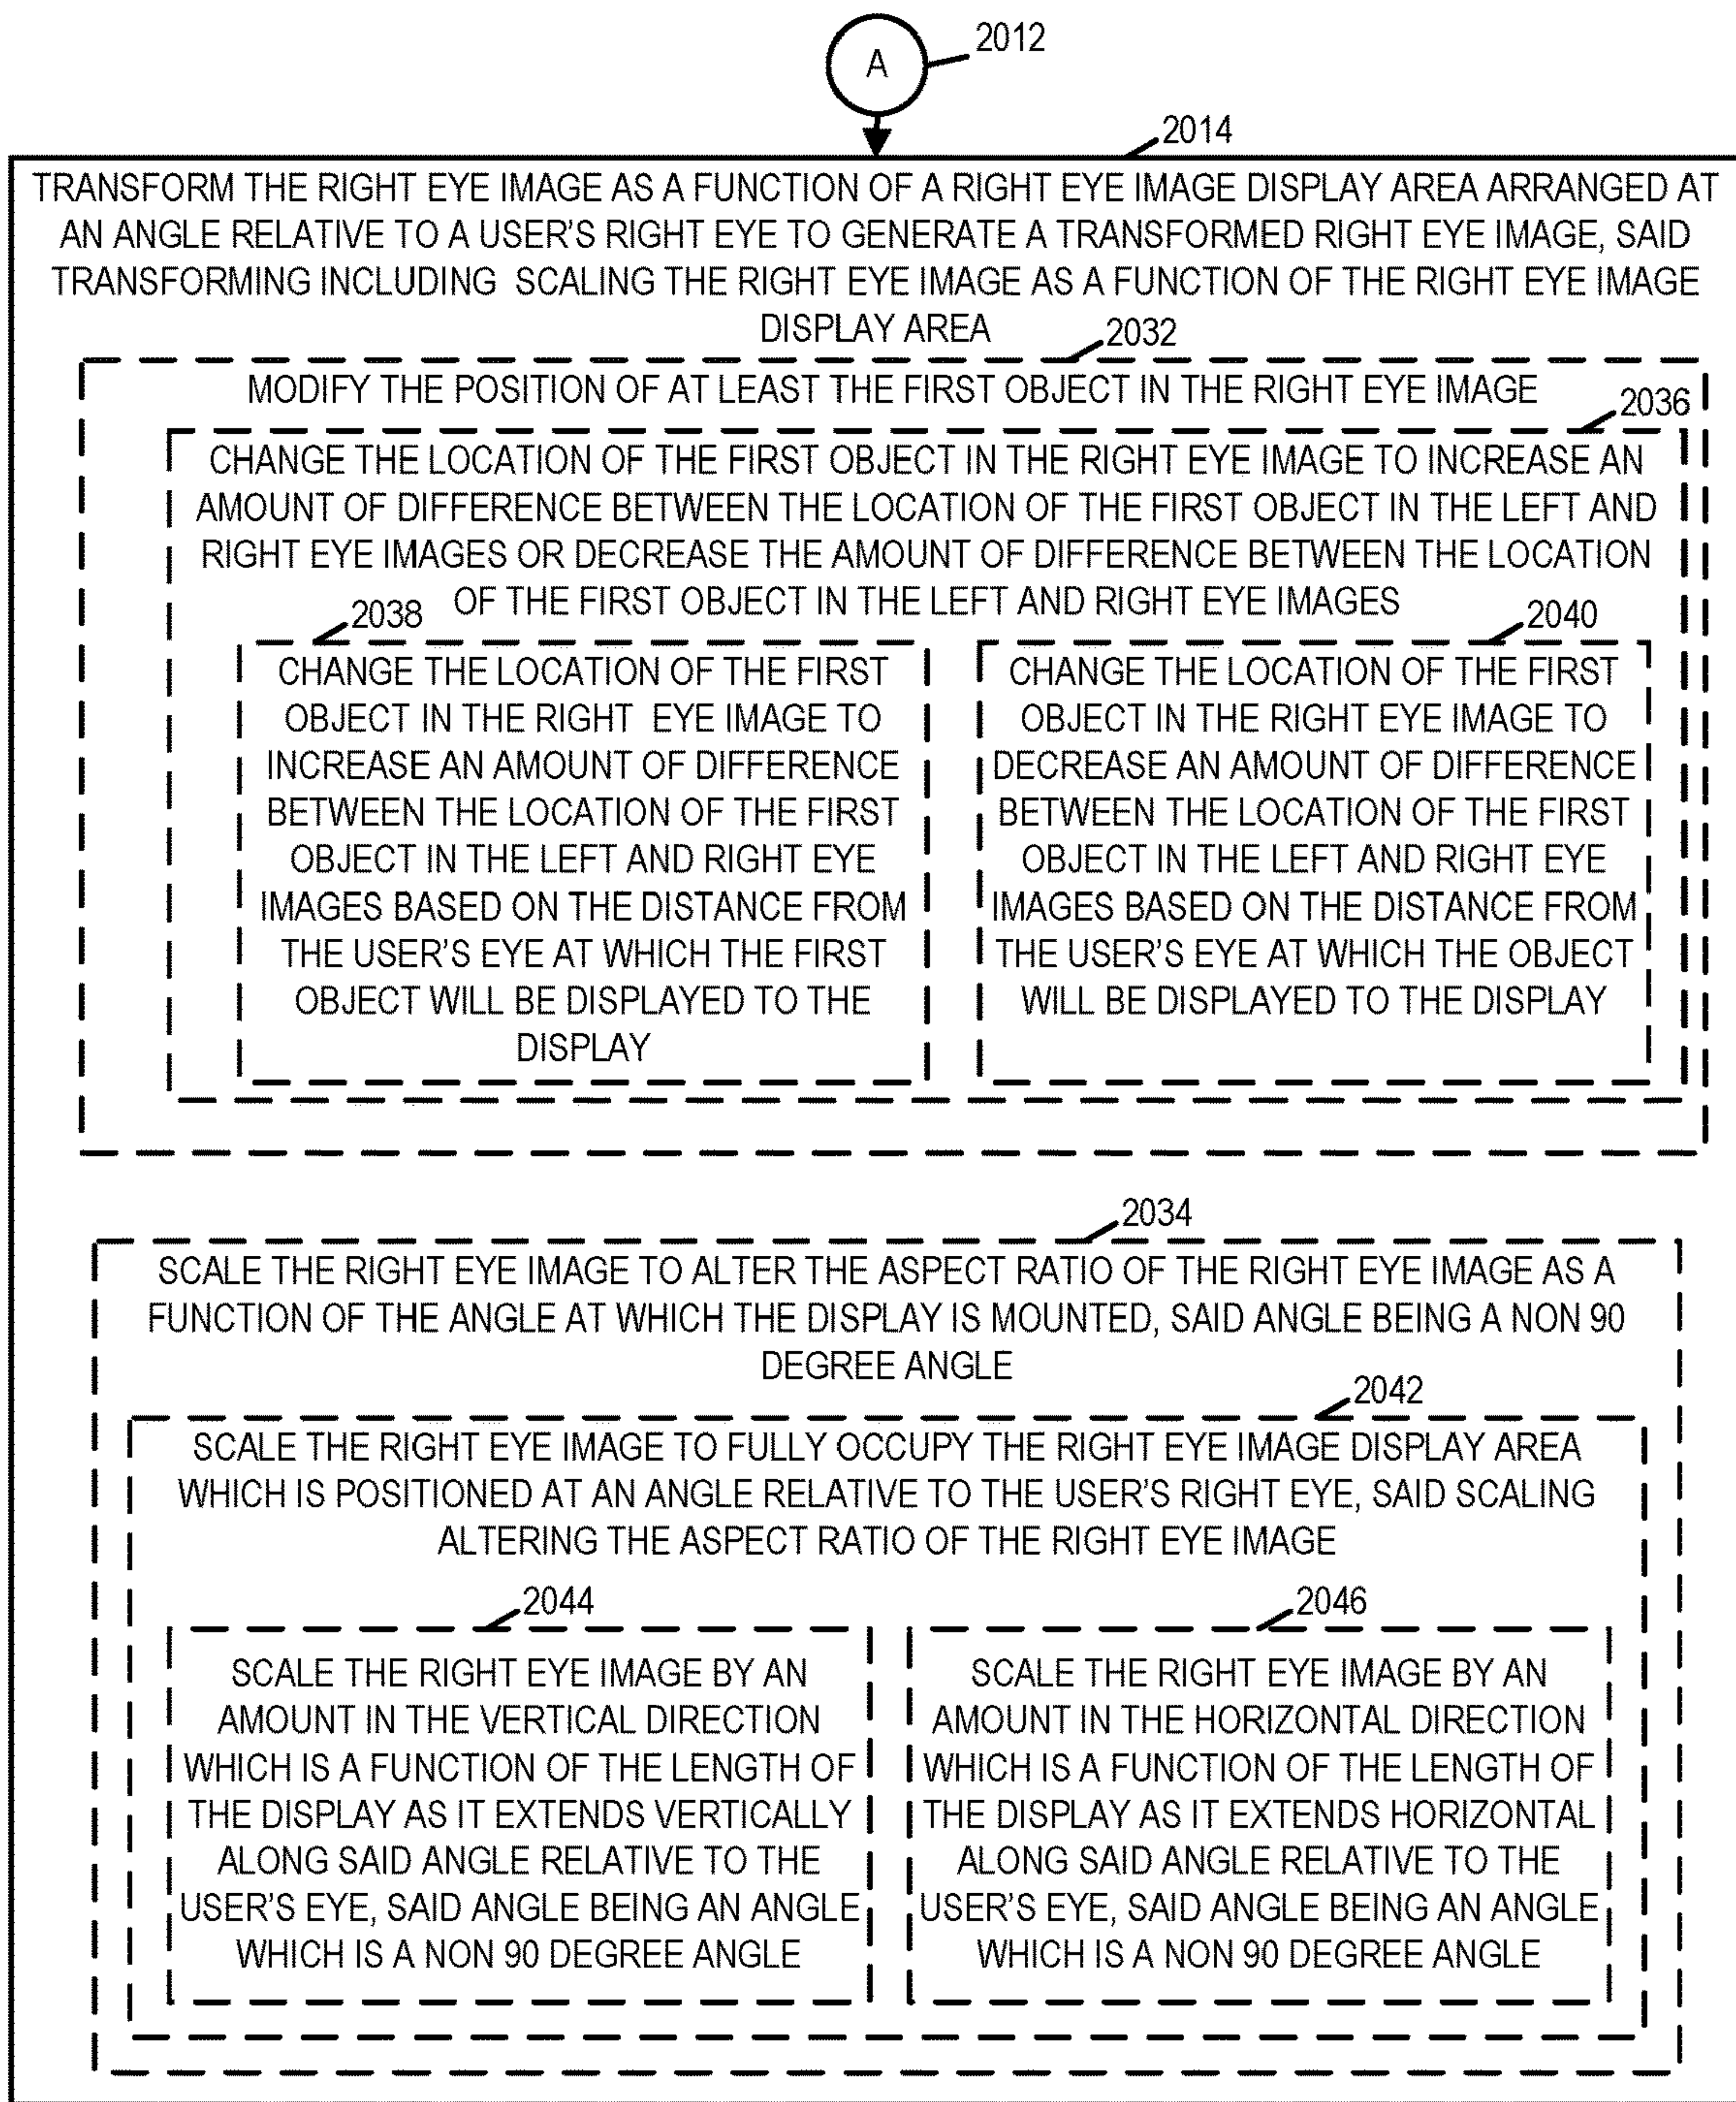 A
2012
2014
TRANSFORM THE RIGHT EYE IMAGE AS A FUNCTION OF A RIGHT EYE IMAGE DISPLAY AREA ARRANGED AT
AN ANGLE RELATIVE TO A USER'S RIGHT EYE TO GENERATE A TRANSFORMED RIGHT EYE IMAGE, SAID
TRANSFORMING INCLUDING SCALING THE RIGHT EYE IMAGE AS A FUNCTION OF THE RIGHT EYE IMAGE
DISPLAY AREA
2032
MODIFY THE POSITION OF AT LEAST THE FIRST OBJECT IN THE RIGHT EYE IMAGE
2036
CHANGE THE LOCATION OF THE FIRST OBJECT IN THE RIGHT EYE IMAGE TO INCREASE AN
AMOUNT OF DIFFERENCE BETWEEN THE LOCATION OF THE FIRST OBJECT IN THE LEFT AND
RIGHT EYE IMAGES OR DECREASE THE AMOUNT OF DIFFERENCE BETWEEN THE LOCATION
OF THE FIRST OBJECT IN THE LEFT AND RIGHT EYE IMAGES
2038
CHANGE THE LOCATION OF THE FIRST
OBJECT IN THE RIGHT EYE IMAGE TO
INCREASE AN AMOUNT OF DIFFERENCE
BETWEEN THE LOCATION OF THE FIRST
OBJECT IN THE LEFT AND RIGHT EYE
IMAGES BASED ON THE DISTANCE FROM
THE USER'S EYE AT WHICH THE FIRST
OBJECT WILL BE DISPLAYED TO THE
DISPLAY
2040
CHANGE THE LOCATION OF THE FIRST
OBJECT IN THE RIGHT EYE IMAGE TO
DECREASE AN AMOUNT OF DIFFERENCE
BETWEEN THE LOCATION OF THE FIRST
OBJECT IN THE LEFT AND RIGHT EYE
IMAGES BASED ON THE DISTANCE FROM
THE USER'S EYE AT WHICH THE OBJECT
WILL BE DISPLAYED TO THE DISPLAY
2034
SCALE THE RIGHT EYE IMAGE TO ALTER THE ASPECT RATIO OF THE RIGHT EYE IMAGE AS A
FUNCTION OF THE ANGLE AT WHICH THE DISPLAY IS MOUNTED, SAID ANGLE BEING A NON 90
DEGREE ANGLE
2042
SCALE THE RIGHT EYE IMAGE TO FULLY OCCUPY THE RIGHT EYE IMAGE DISPLAY AREA
WHICH IS POSITIONED AT AN ANGLE RELATIVE TO THE USER'S RIGHT EYE, SAID SCALING
ALTERING THE ASPECT RATIO OF THE RIGHT EYE IMAGE
2044
SCALE THE RIGHT EYE IMAGE BY AN
AMOUNT IN THE VERTICAL DIRECTION
WHICH IS A FUNCTION OF THE LENGTH OF
THE DISPLAY AS IT EXTENDS VERTICALLY
ALONG SAID ANGLE RELATIVE TO THE
USER'S EYE, SAID ANGLE BEING AN ANGLE
WHICH IS A NON 90 DEGREE ANGLE
2046
SCALE THE RIGHT EYE IMAGE BY AN
AMOUNT IN THE HORIZONTAL DIRECTION
WHICH IS A FUNCTION OF THE LENGTH OF
THE DISPLAY AS IT EXTENDS HORIZONTAL
ALONG SAID ANGLE RELATIVE TO THE
USER'S EYE, SAID ANGLE BEING AN ANGLE
WHICH IS A NON 90 DEGREE ANGLE